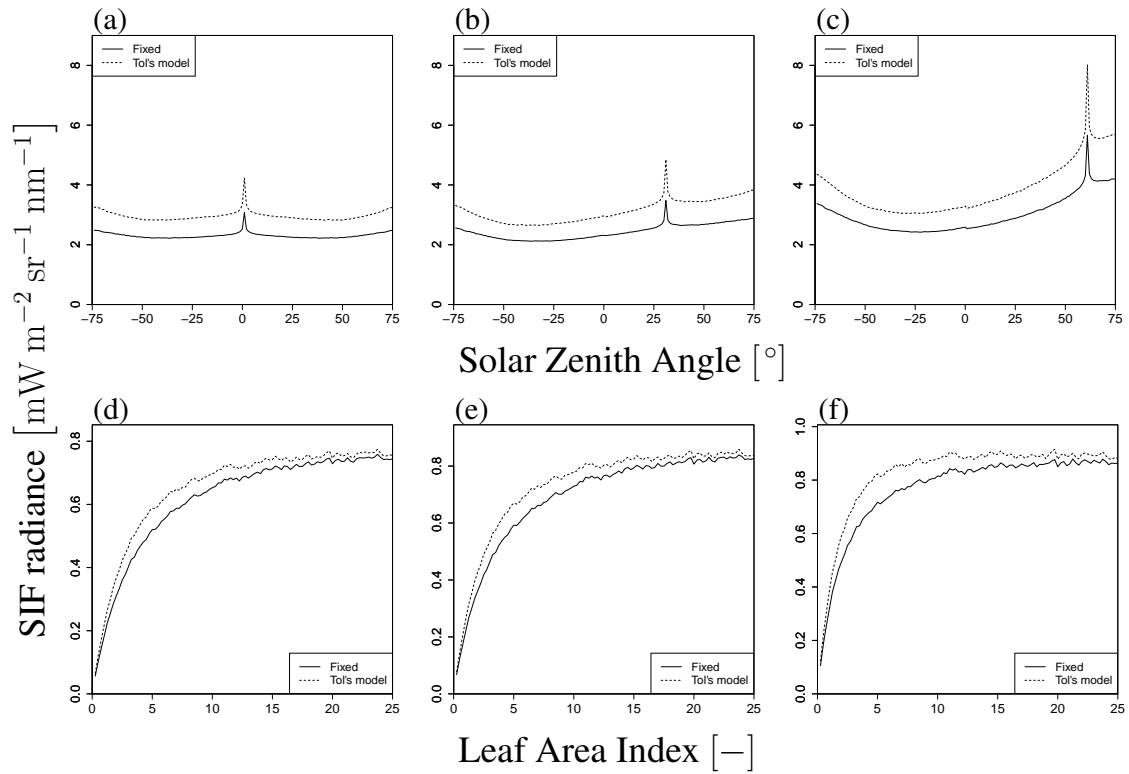 SIF radiance [mW m−2 sr−1 nm−1]
(a)
Fixed
Tol's model
0 2 4 6 8
−75 −50 −25 0 25 50 75
(b)
Fixed
Tol's model
0 2 4 6 8
−75 −50 −25 0 25 50 75
(c)
Fixed
Tol's model
0 2 4 6 8
−75 −50 −25 0 25 50 75
Solar Zenith Angle [°]
(d)
0.0 0.2 0.4 0.6 0.8
Fixed
Tol's model
0 5 10 15 20 25
(e)
0.0 0.2 0.4 0.6 0.8
Fixed
Tol's model
0 5 10 15 20 25
(f)
0.0 0.2 0.4 0.6 0.8 1.0
Fixed
Tol's model
0 5 10 15 20 25
Leaf Area Index [−]